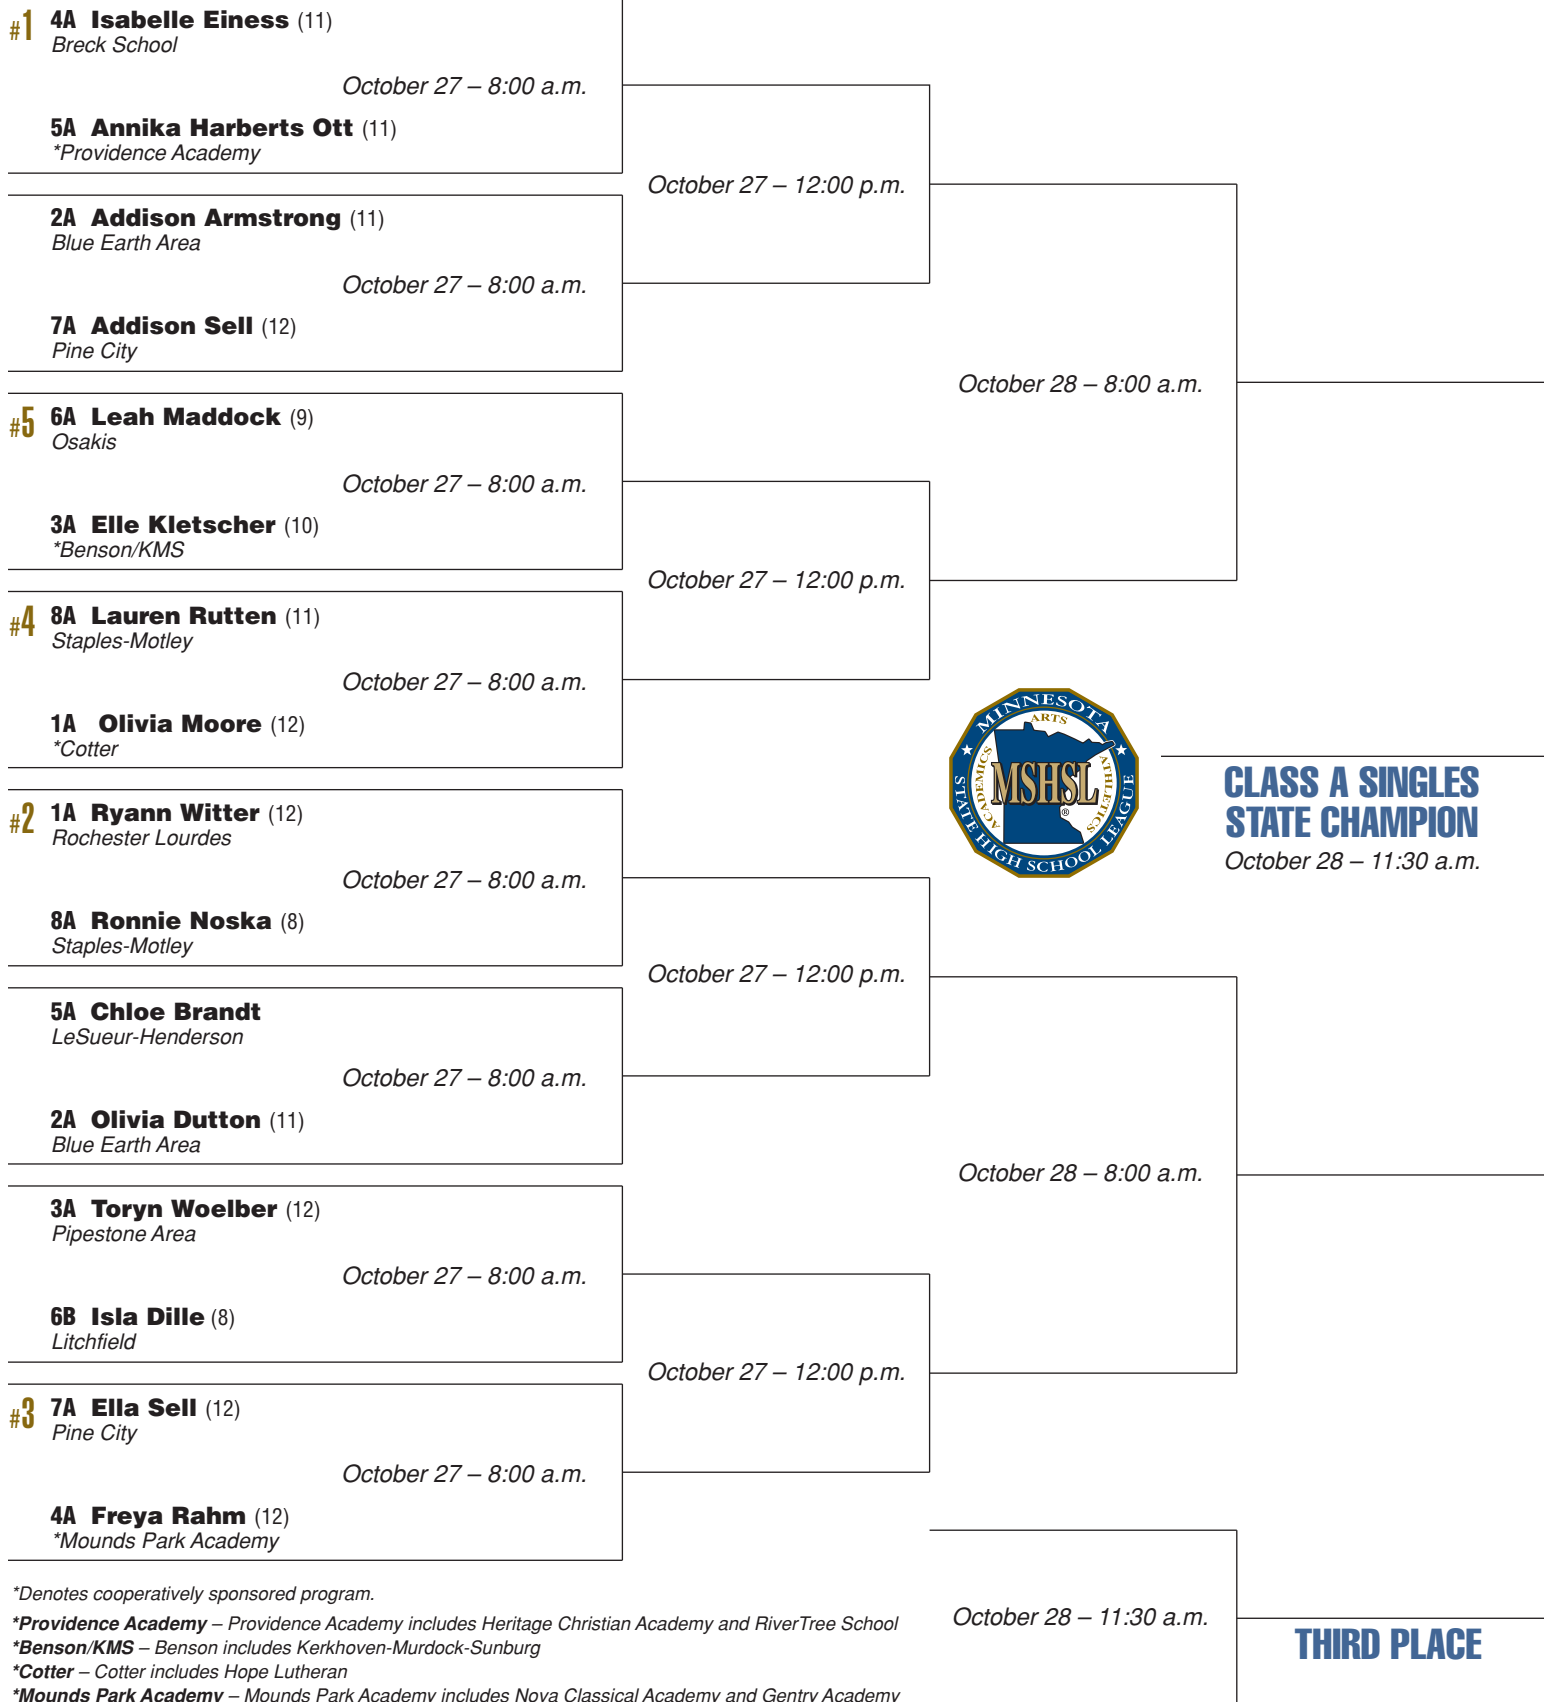 #1 4A Isabelle Einess (11)
Breck School
October 27 – 8:00 a.m.
5A Annika Harberts Ott (11)
*Providence Academy
October 27 – 12:00 p.m.
2A Addison Armstrong (11)
Blue Earth Area
October 27 – 8:00 a.m.
7A Addison Sell (12)
Pine City
October 28 – 8:00 a.m.
#5 6A Leah Maddock (9)
Osakis
October 27 – 8:00 a.m.
3A Elle Kletscher (10)
*Benson/KMS
October 27 – 12:00 p.m.
#4 8A Lauren Rutten (11)
Staples-Motley
October 27 – 8:00 a.m.
1A Olivia Moore (12)
*Cotter
MINNESOTA
STATE HIGH SCHOOL LEAGUE
ACADEMICS
ARTS
ATHLETICS
MSHSL
®
CLASS A SINGLES
STATE CHAMPION
October 28 – 11:30 a.m.
#2 1A Ryann Witter (12)
Rochester Lourdes
October 27 – 8:00 a.m.
8A Ronnie Noska (8)
Staples-Motley
October 27 – 12:00 p.m.
5A Chloe Brandt
LeSueur-Henderson
October 27 – 8:00 a.m.
2A Olivia Dutton (11)
Blue Earth Area
October 28 – 8:00 a.m.
3A Toryn Woelber (12)
Pipestone Area
October 27 – 8:00 a.m.
6B Isla Dille (8)
Litchfield
October 27 – 12:00 p.m.
#3 7A Ella Sell (12)
Pine City
October 27 – 8:00 a.m.
4A Freya Rahm (12)
*Mounds Park Academy
October 28 – 11:30 a.m.
THIRD PLACE
*Denotes cooperatively sponsored program.
*Providence Academy – Providence Academy includes Heritage Christian Academy and RiverTree School
*Benson/KMS – Benson includes Kerkhoven-Murdock-Sunburg
*Cotter – Cotter includes Hope Lutheran
*Mounds Park Academy – Mounds Park Academy includes Nova Classical Academy and Gentry Academy